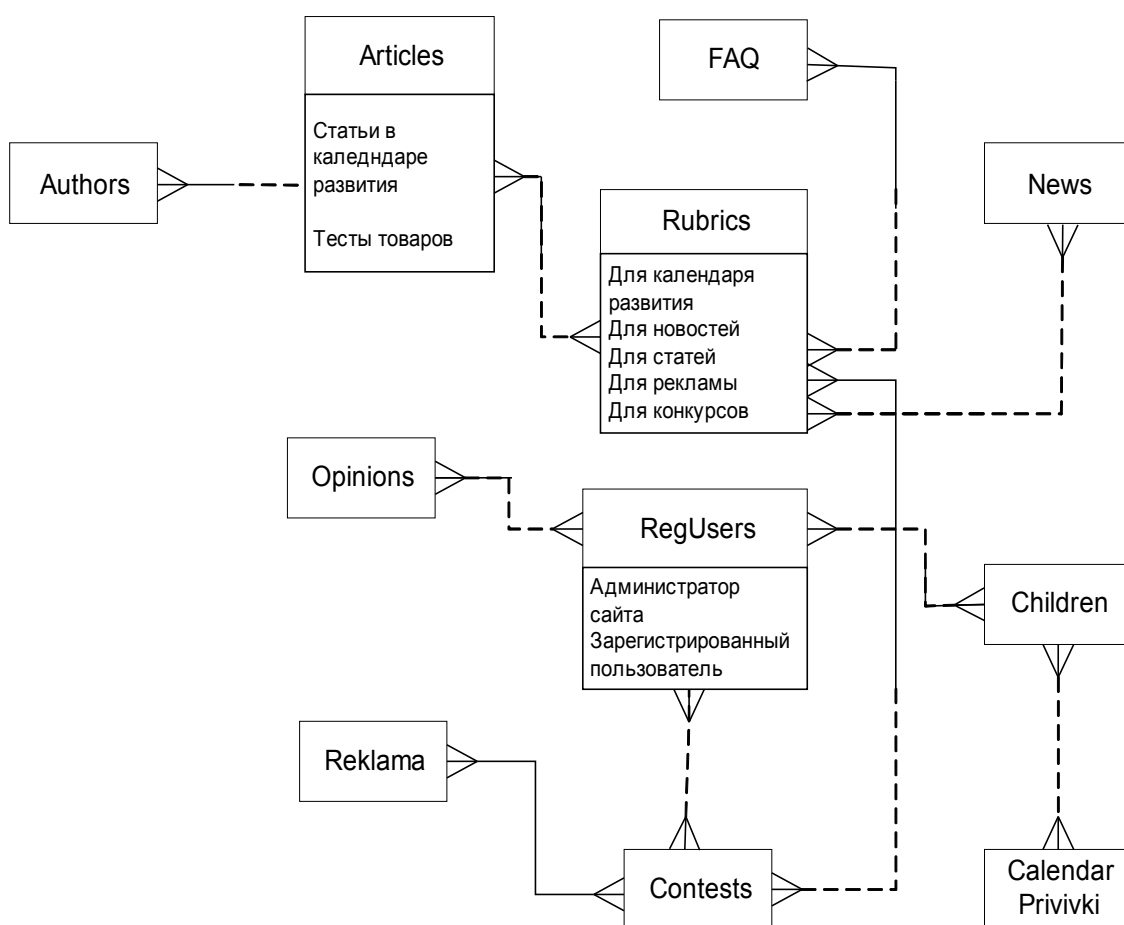 Articles
Статьи в
каледндаре
развития
Тесты товаров
FAQ
Authors
News
Rubrics
Для календаря
развития
Для новостей
Для статей
Для рекламы
Для конкурсов
Opinions
RegUsers
Администратор
сайта
Зарегистрированный
пользователь
Children
Reklama
Contests
Calendar
Privivki